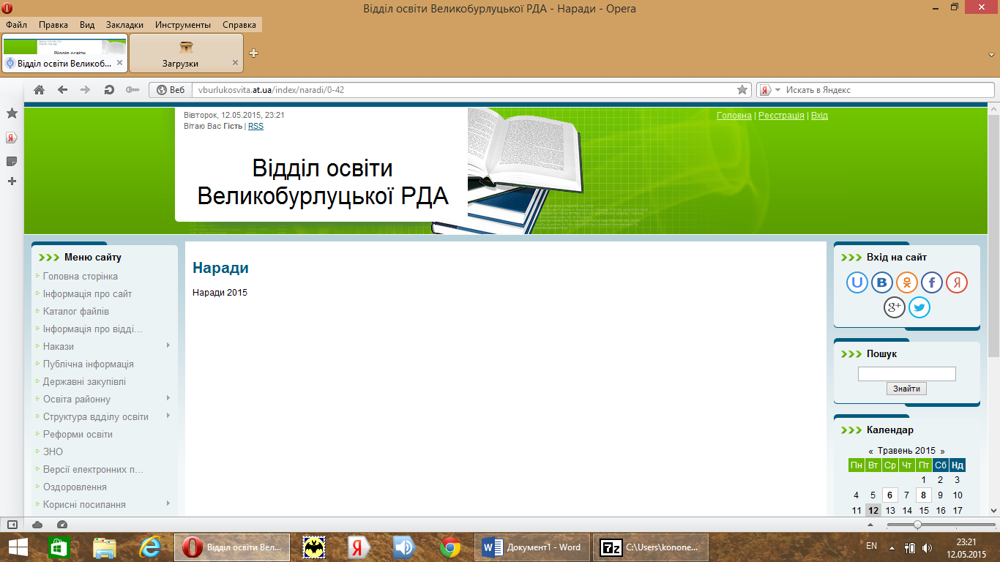 Відділ освіти Великобурлуцької РДА - Наради - Opera
Файл Правка Вид Закладки Инструменты Справка
Відділ освіти Великоб...
Загрузки
Веб
vburlukosvita.at.ua/index/naradi/0-42
Искать в Яндекс
Вівторок, 12.05.2015, 23:21
Вітаю Вас Гість | RSS
Головна | Реєстрація | Вхід
Відділ освіти
Великобурлуцької РДА
Меню сайту
Головна сторінка
Інформація про сайт
Каталог файлів
Інформація про відді...
Накази
Публічна інформація
Державні закупівлі
Освіта районну
Структура вдділу освіти
Реформи освіти
ЗНО
Версії електронних п...
Оздоровлення
Корисні посилання
Наради
Наради 2015
Вхід на сайт
Пошук
Знайти
Календар
« Травень 2015 »
Пн Вт Ср Чт Пт Сб Нд
1 2 3
4 5 6 7 8 9 10
11 12 13 14 15 16 17
Відділ освіти Вел...
Документ1 - Word
7z C:\Users\konone...
EN
23:21
12.05.2015